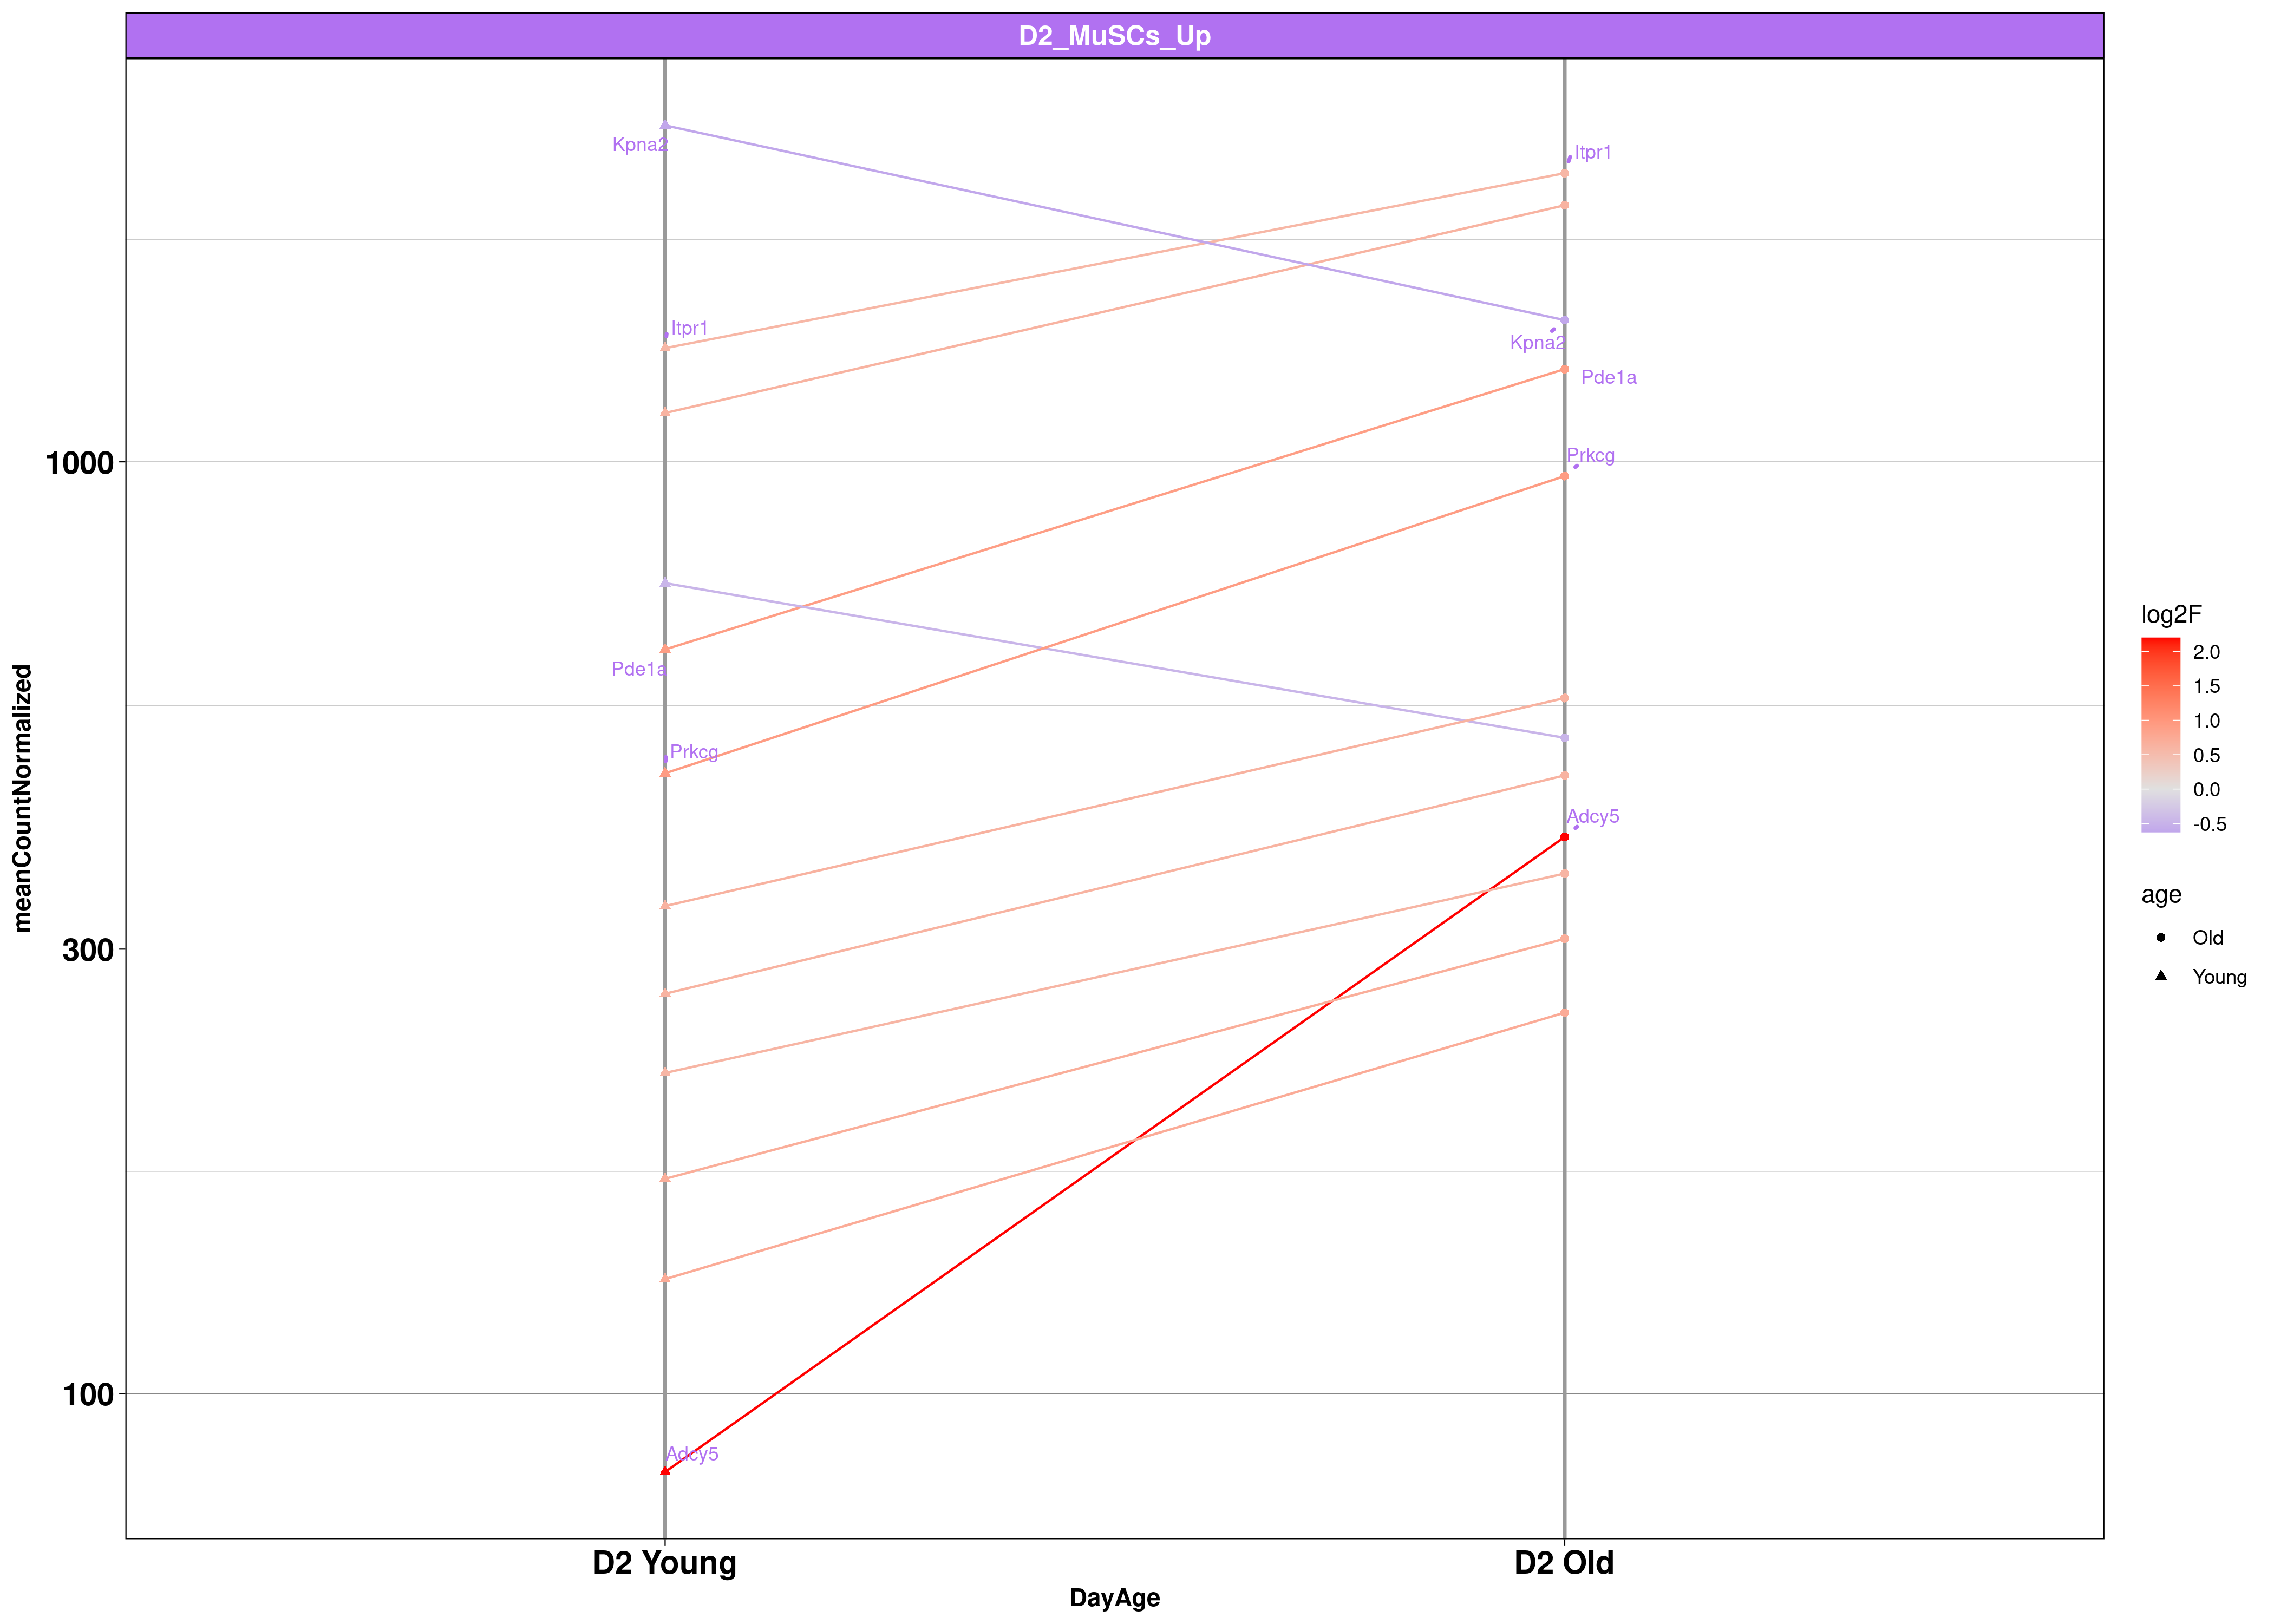 D2_MuSCs_Up
Kpna2
Itpr1
Itpr1
Kpna2
Pde1a
1000
Prkcg
Pde1a
Prkcg
Adcy5
300
100
Adcy5
meanCountNormalized
D2 Young
D2 Old
DayAge
log2F
2.0
1.5
1.0
0.5
0.0
-0.5
age
Old
Young